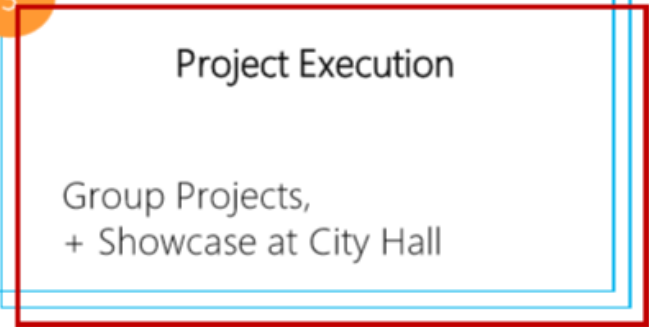 Project Execution
Group Projects,
+ Showcase at City Hall